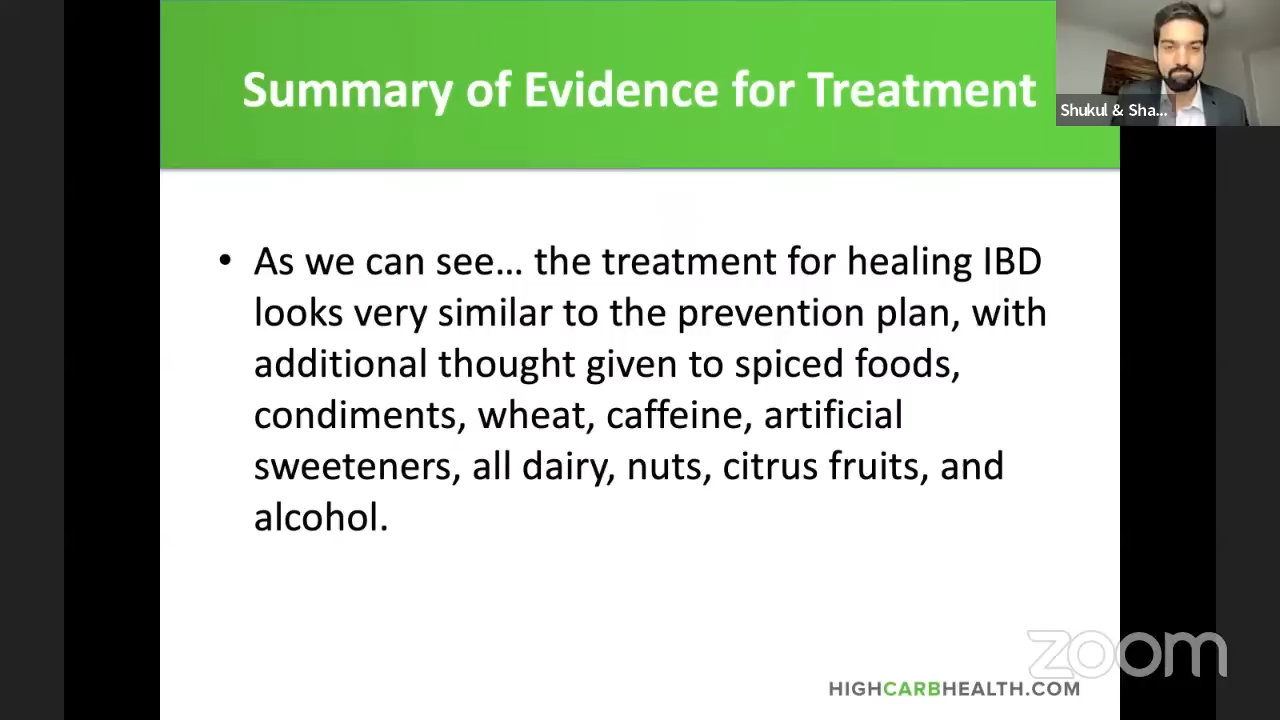 Summary of Evidence for Treatment
Shukul & Sha...
• As we can see... the treatment for healing IBD
looks very similar to the prevention plan, with
additional thought given to spiced foods,
condiments, wheat, caffeine, artificial
sweeteners, all dairy, nuts, citrus fruits, and
alcohol.
zoom
HIGHCARBHEALTH.COM